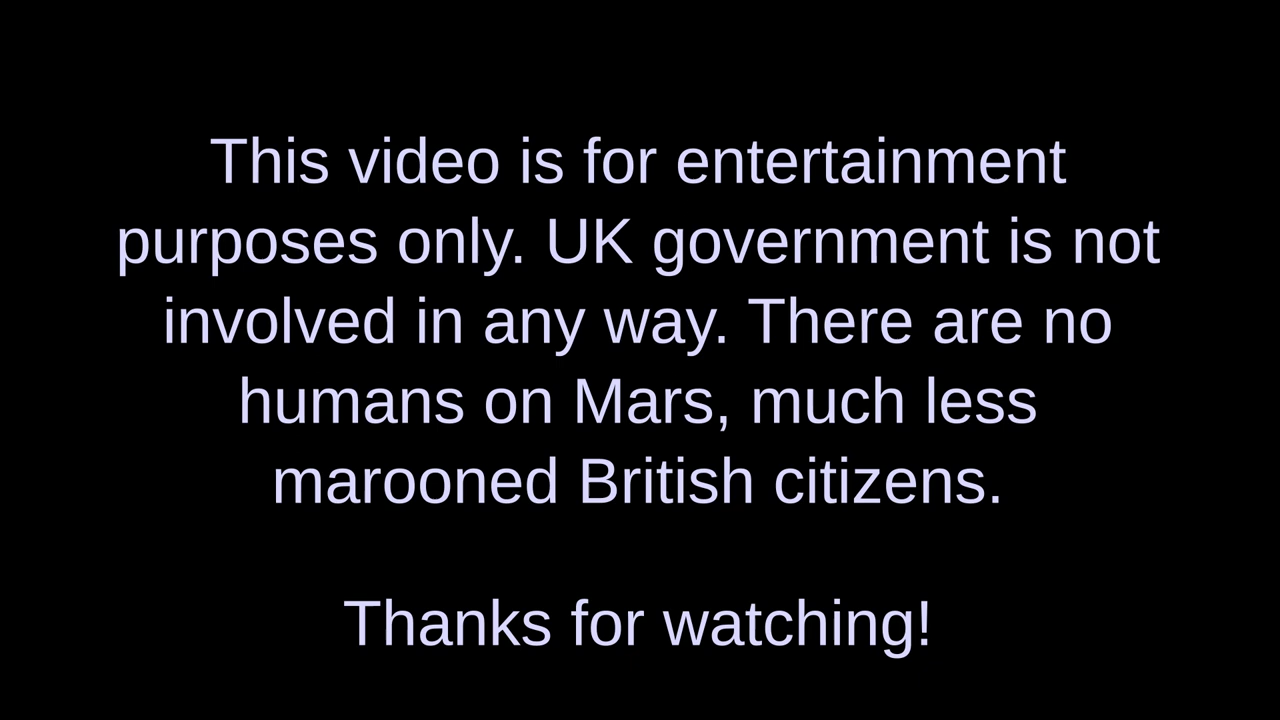 This video is for entertainment
purposes only. UK government is not
involved in any way. There are no
humans on Mars, much less
marooned British citizens.
Thanks for watching!